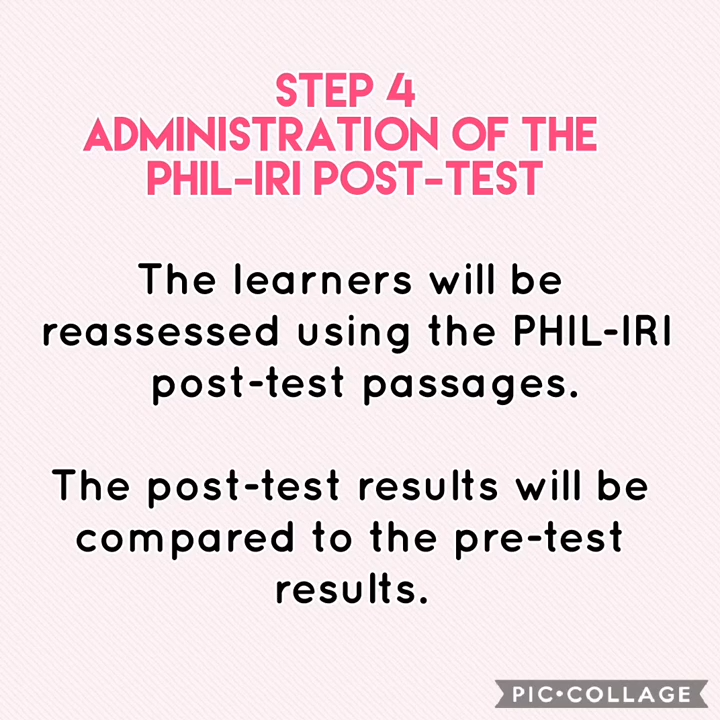 STEP 4
ADMINISTRATION OF THE
PHIL-IRI POST-TEST
The learners will be
reassessed using the PHIL-IRI
post-test passages.
The post-test results will be
compared to the pre-test
results.
PIC•COLLAGE